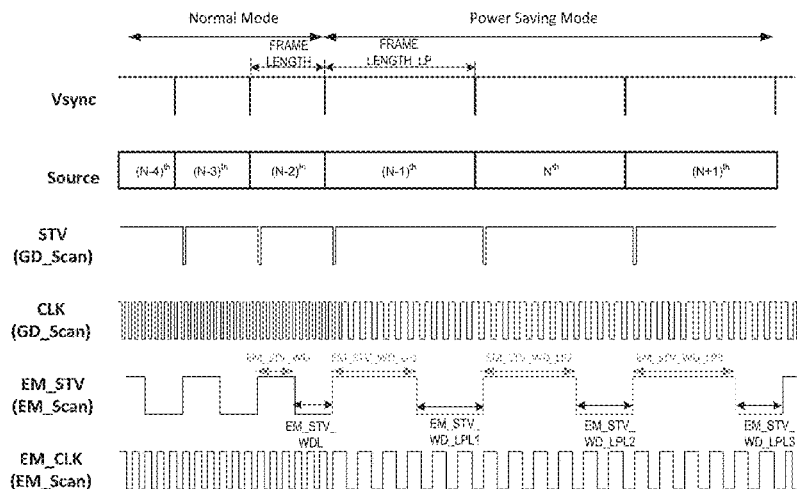 Normal Mode
Power Saving Mode
FRAME
LENGTH
FRAME
LENGTH_LP
Vsync
Source
(N-4)th
(N-3)th
(N-2)th
(N-1)th
Nth
(N+1)th
STV
(GD_Scan)
CLK
(GD_Scan)
EM_STV
(EM_Scan)
EM_STV_
WDL
EM_STV_
WD_LPL1
EM_STV_
WD_LPL2
EM_STV_
WD_LPL3
EM_CLK
(EM_Scan)